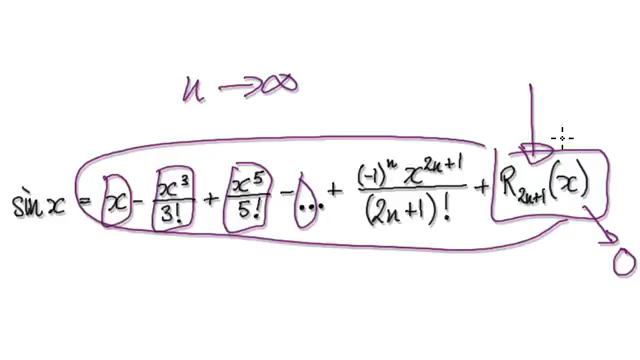 n → ∞
sin x = x - x³/3! + x⁵/5! - ... + (-1)ⁿ x²ⁿ⁺¹/(2n+1)! + R₂ₙ₊₁(x)
0